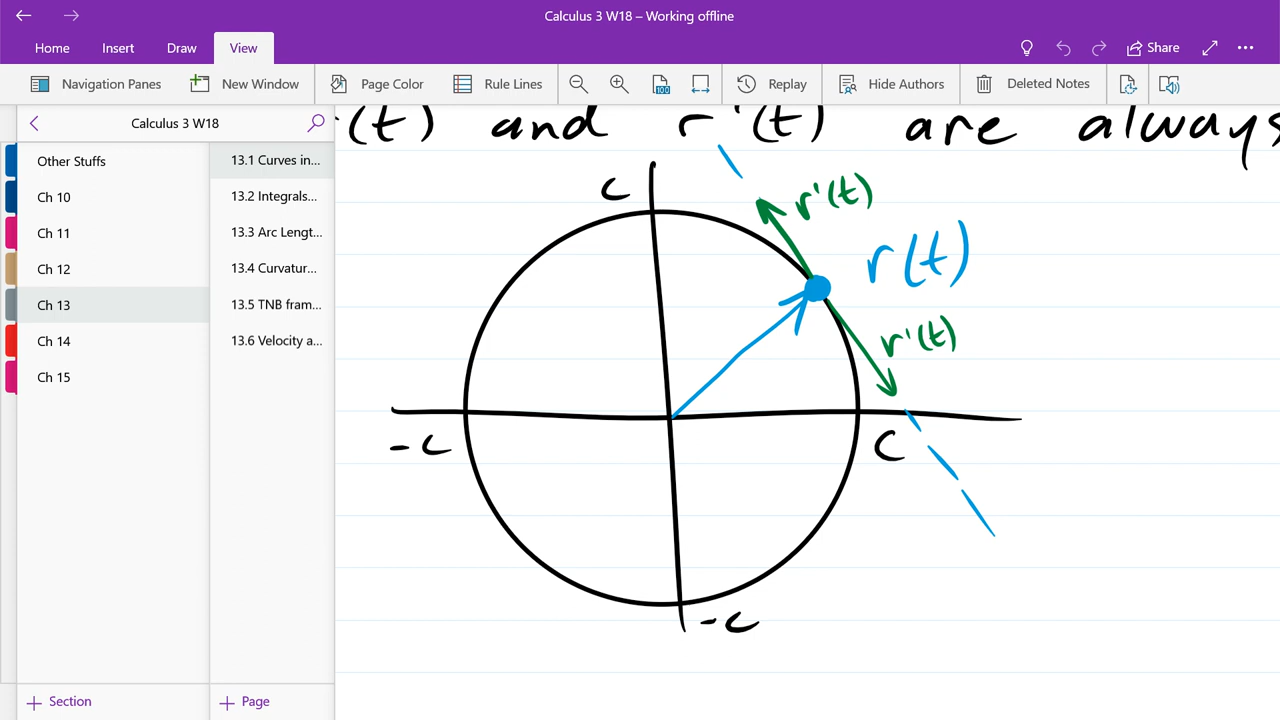 Calculus 3 W18 – Working offline
Home Insert Draw View
Share
Navigation Panes New Window Page Color Rule Lines 100 Replay Hide Authors Deleted Notes
Calculus 3 W18
Other Stuffs
Ch 10
Ch 11
Ch 12
Ch 13
Ch 14
Ch 15
13.1 Curves in...
13.2 Integrals...
13.3 Arc Lengt...
13.4 Curvatur...
13.5 TNB fram...
13.6 Velocity a...
(t) and r'(t) are always
C
r'(t)
r(t)
r'(t)
-C
C
-C
+ Section
+ Page